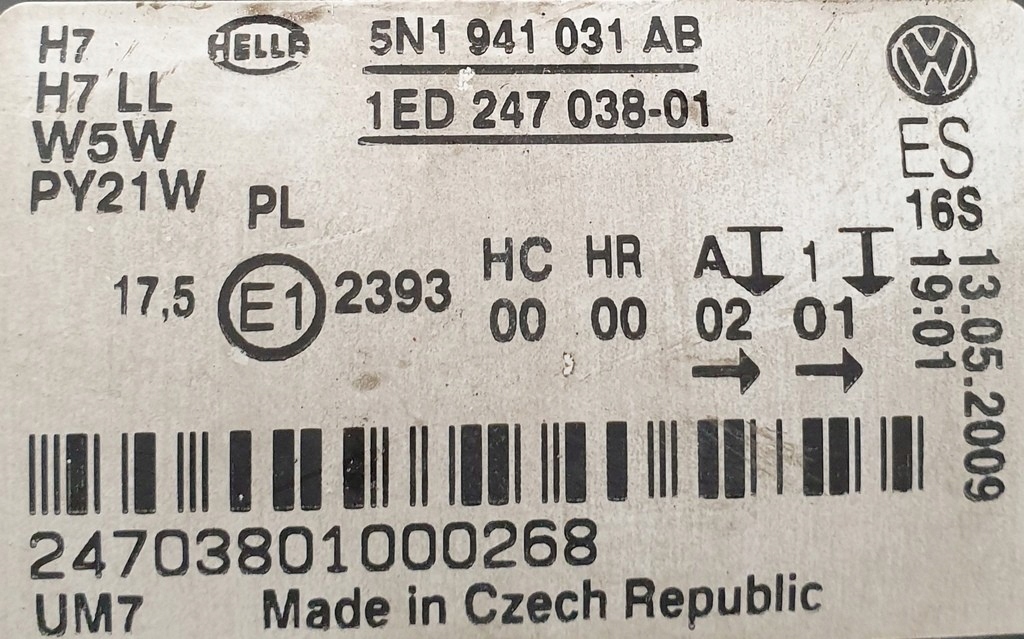 H7
HELLA
5N1 941 031 AB
H7 LL
1ED 247 038-01
W5W
PY21W
ES
16S
PL
HC HR A 1
17,5 E1 2393
00 00 02 01
19:01
13.05.2009
24703801000268
UM7 Made in Czech Republic